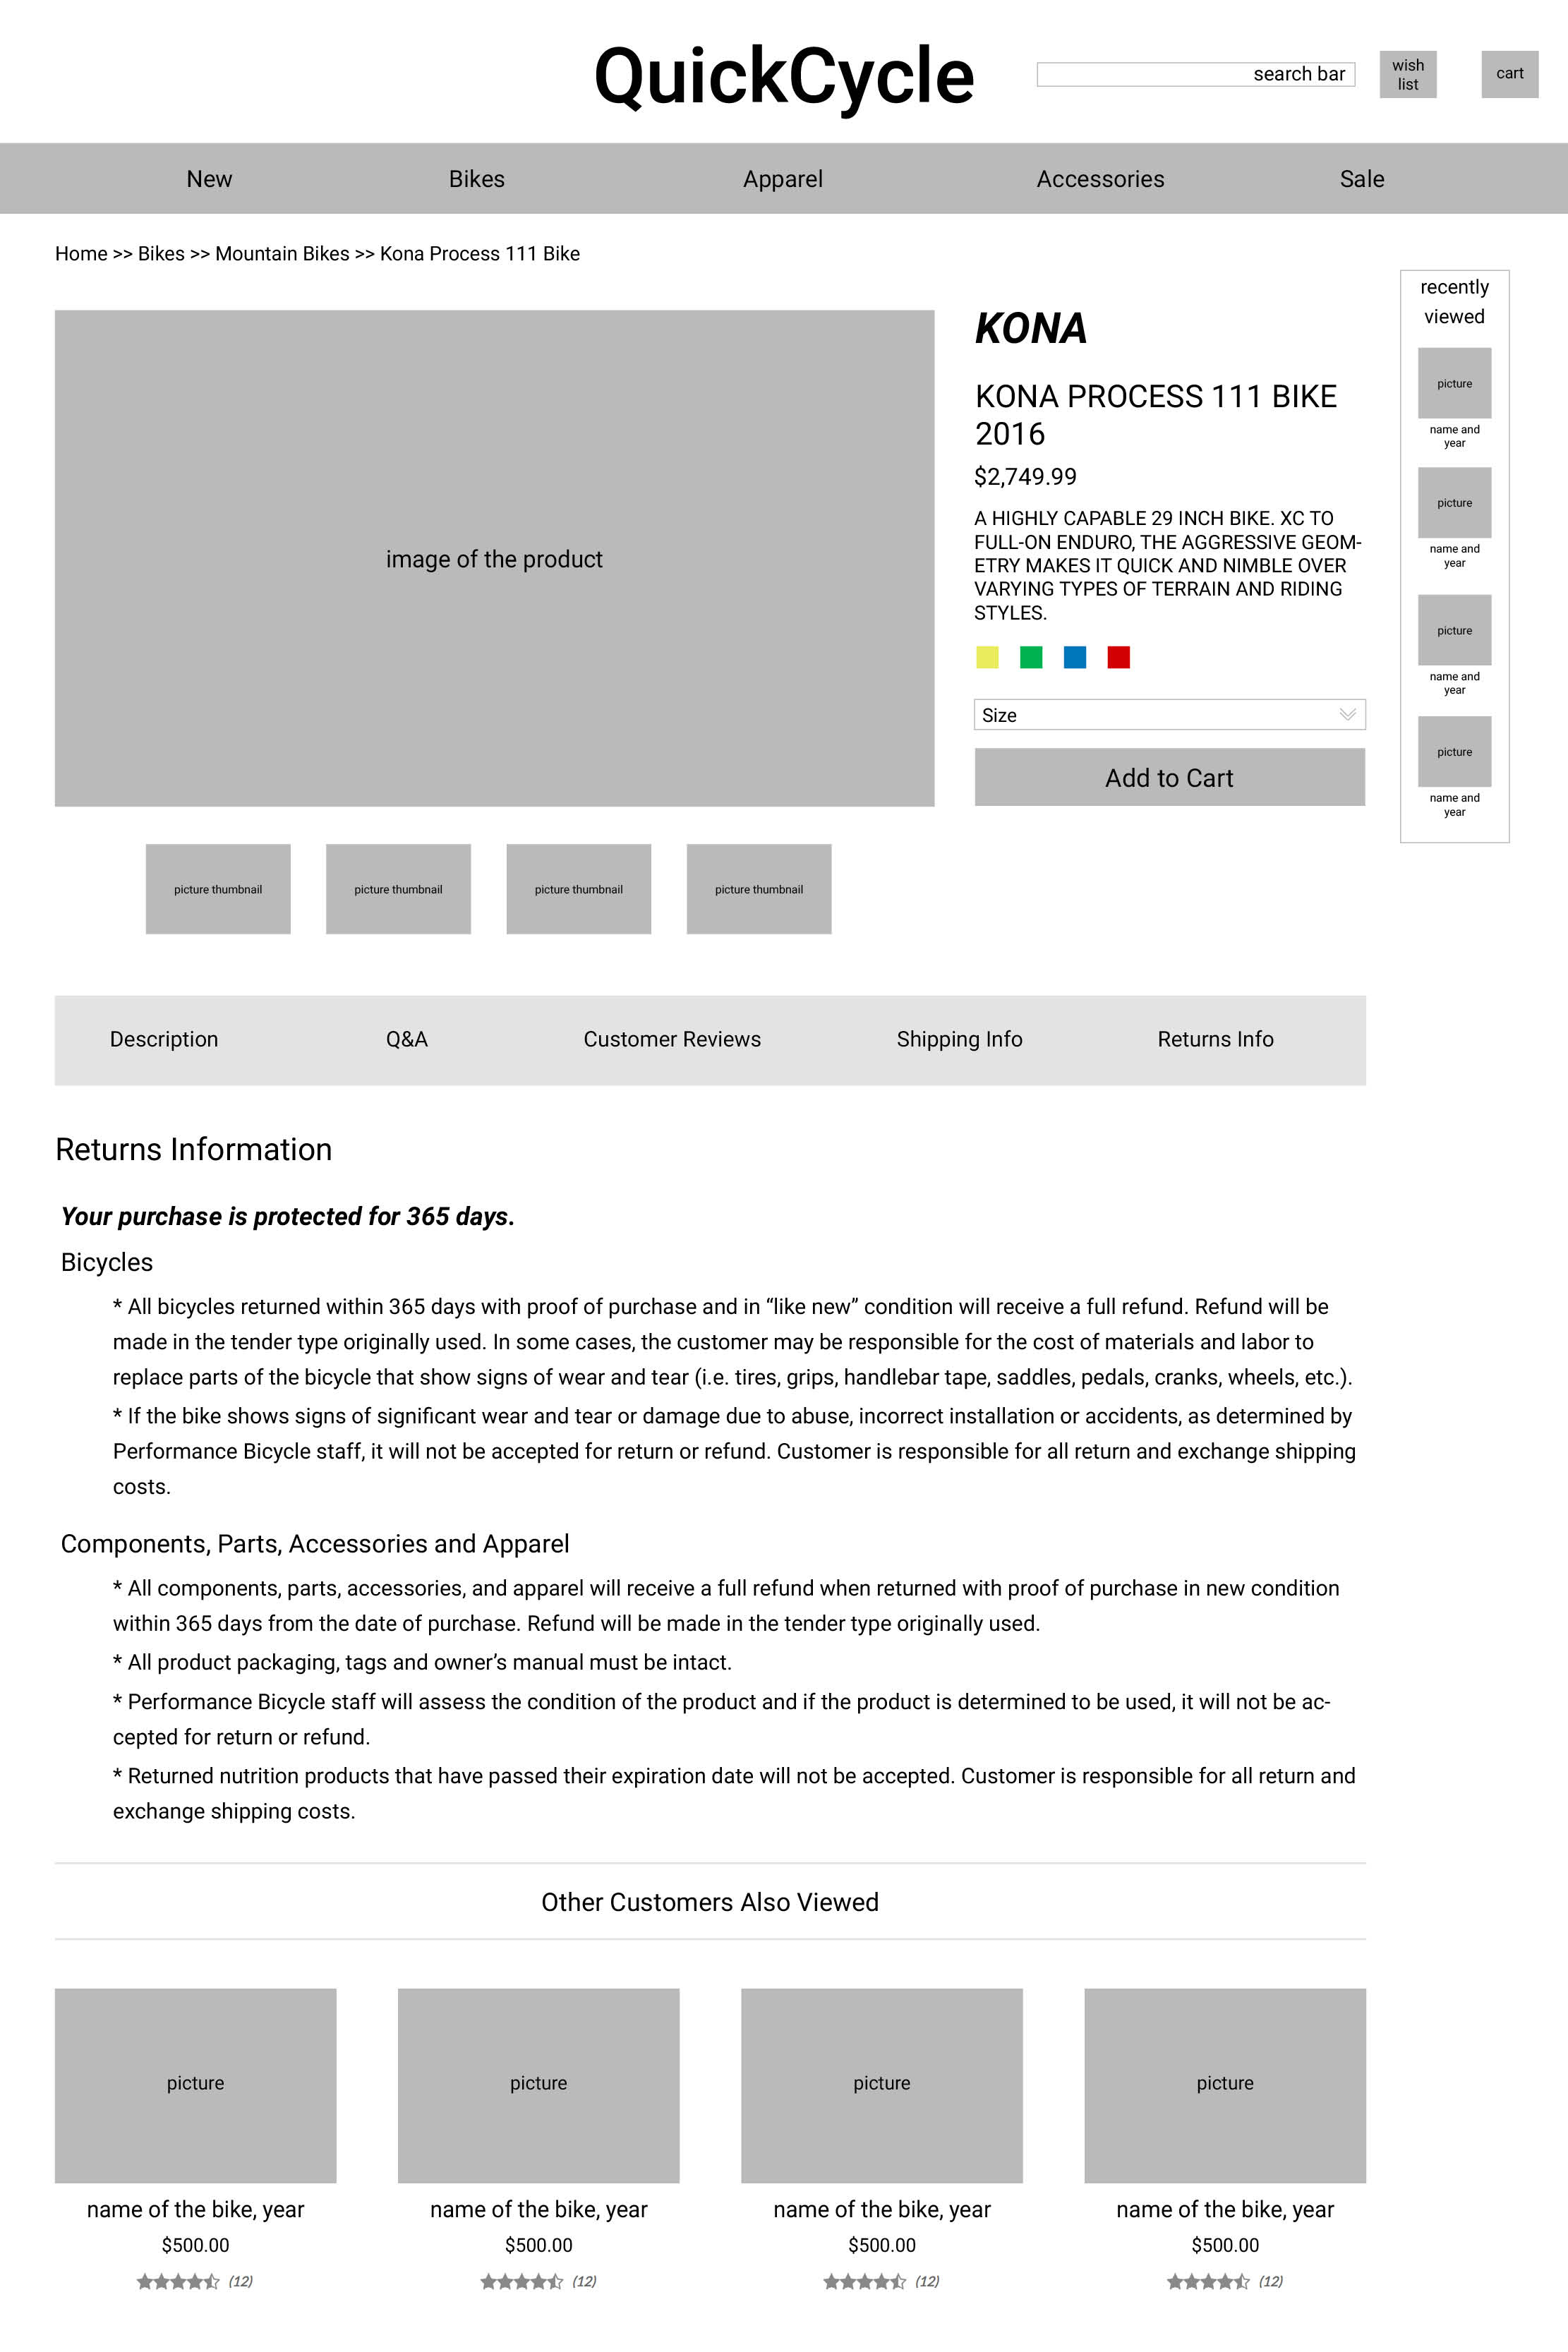 QuickCycle
search bar
wish
list
cart
New
Bikes
Apparel
Accessories
Sale
Home >> Bikes >> Mountain Bikes >> Kona Process 111 Bike
image of the product
KONA
KONA PROCESS 111 BIKE
2016
$2,749.99
A HIGHLY CAPABLE 29 INCH BIKE. XC TO
FULL-ON ENDURO, THE AGGRESSIVE GEOM-
ETRY MAKES IT QUICK AND NIMBLE OVER
VARYING TYPES OF TERRAIN AND RIDING
STYLES.
Size
Add to Cart
recently
viewed
picture
name and
year
picture
name and
year
picture
name and
year
picture
name and
year
picture thumbnail
picture thumbnail
picture thumbnail
picture thumbnail
Description
Q&A
Customer Reviews
Shipping Info
Returns Info
Returns Information
Your purchase is protected for 365 days.
Bicycles
* All bicycles returned within 365 days with proof of purchase and in “like new” condition will receive a full refund. Refund will be
made in the tender type originally used. In some cases, the customer may be responsible for the cost of materials and labor to
replace parts of the bicycle that show signs of wear and tear (i.e. tires, grips, handlebar tape, saddles, pedals, cranks, wheels, etc.).
* If the bike shows signs of significant wear and tear or damage due to abuse, incorrect installation or accidents, as determined by
Performance Bicycle staff, it will not be accepted for return or refund. Customer is responsible for all return and exchange shipping
costs.
Components, Parts, Accessories and Apparel
* All components, parts, accessories, and apparel will receive a full refund when returned with proof of purchase in new condition
within 365 days from the date of purchase. Refund will be made in the tender type originally used.
* All product packaging, tags and owner’s manual must be intact.
* Performance Bicycle staff will assess the condition of the product and if the product is determined to be used, it will not be ac-
cepted for return or refund.
* Returned nutrition products that have passed their expiration date will not be accepted. Customer is responsible for all return and
exchange shipping costs.
Other Customers Also Viewed
picture
picture
picture
picture
name of the bike, year
name of the bike, year
name of the bike, year
name of the bike, year
$500.00
$500.00
$500.00
$500.00
(12)
(12)
(12)
(12)